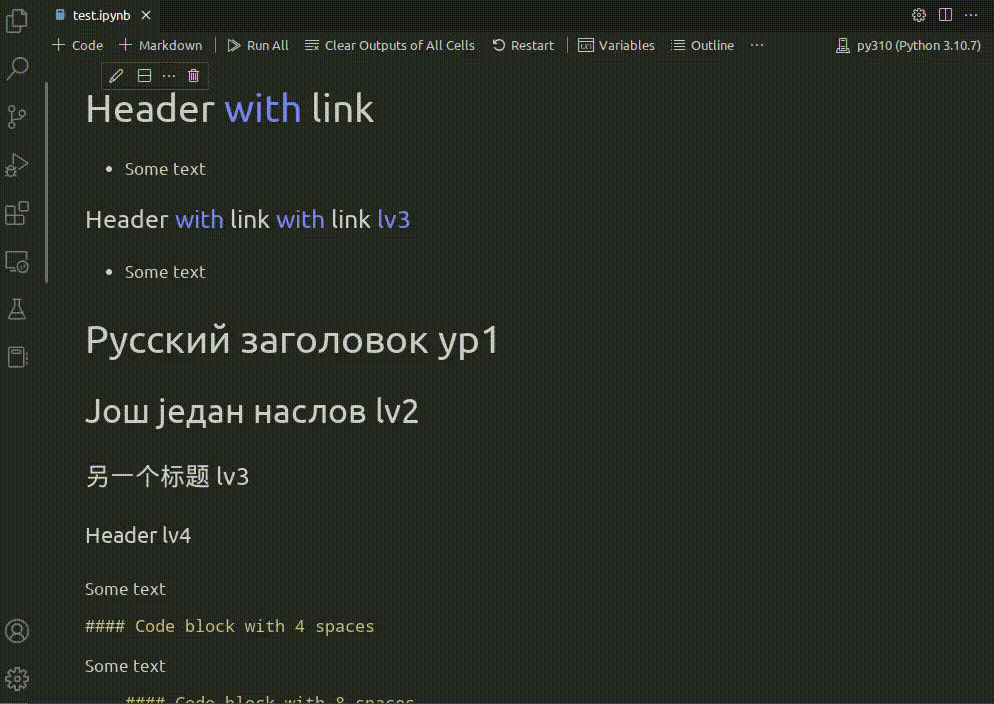 test.ipynb
Code Markdown Run All Clear Outputs of All Cells Restart Variables Outline ... py310 (Python 3.10.7)
Header with link
• Some text
Header with link with link lv3
• Some text
Русский заголовок ур1
Још један наслов lv2
另一个标题 lv3
Header lv4
Some text
#### Code block with 4 spaces
Some text
#### Code block with 8 spaces